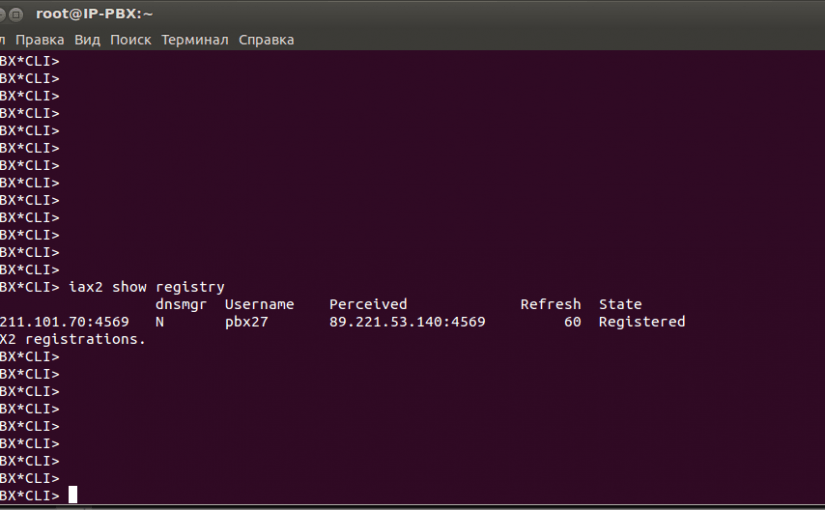 root@IP-PBX:~
л Правка Вид Поиск Терминал Справка
BX*CLI>
BX*CLI>
BX*CLI>
BX*CLI>
BX*CLI>
BX*CLI>
BX*CLI>
BX*CLI>
BX*CLI>
BX*CLI>
BX*CLI>
BX*CLI>
BX*CLI>
BX*CLI> iax2 show registry
dnsmgr Username Perceived Refresh State
211.101.70:4569 N pbx27 89.221.53.140:4569 60 Registered
X2 registrations.
BX*CLI>
BX*CLI>
BX*CLI>
BX*CLI>
BX*CLI>
BX*CLI>
BX*CLI>
BX*CLI>
BX*CLI>